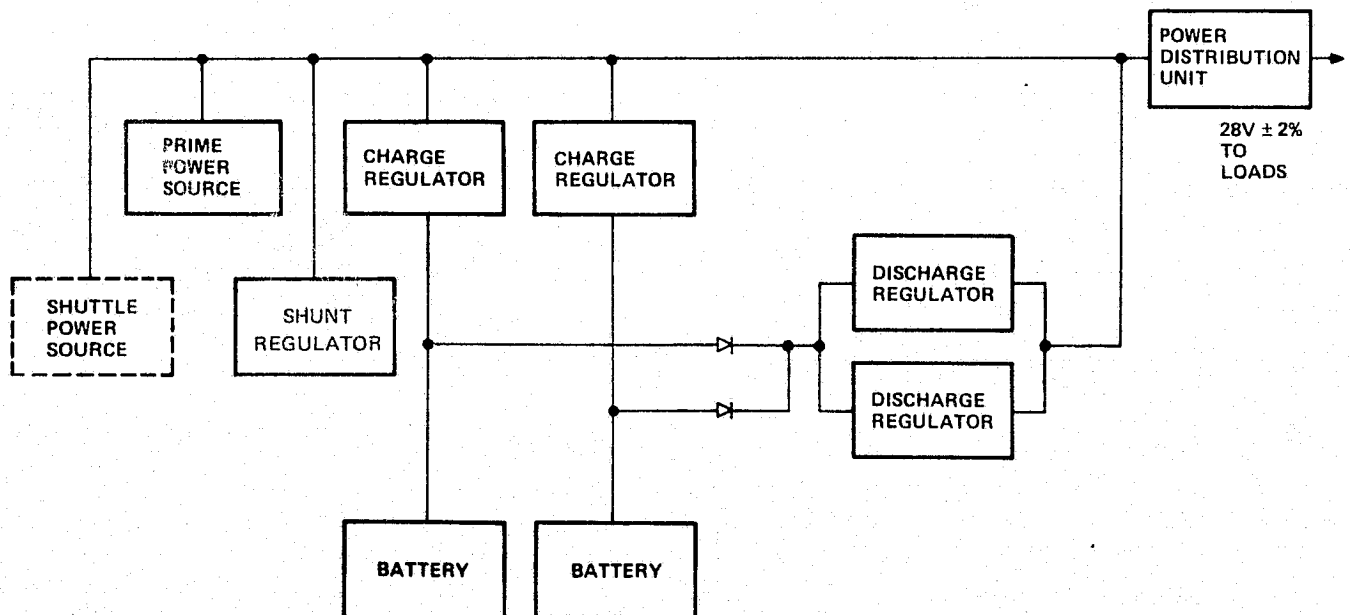 POWER
DISTRIBUTION
UNIT
28V ± 2%
TO
LOADS
PRIME
POWER
SOURCE
CHARGE
REGULATOR
CHARGE
REGULATOR
SHUTTLE
POWER
SOURCE
SHUNT
REGULATOR
DISCHARGE
REGULATOR
DISCHARGE
REGULATOR
BATTERY
BATTERY